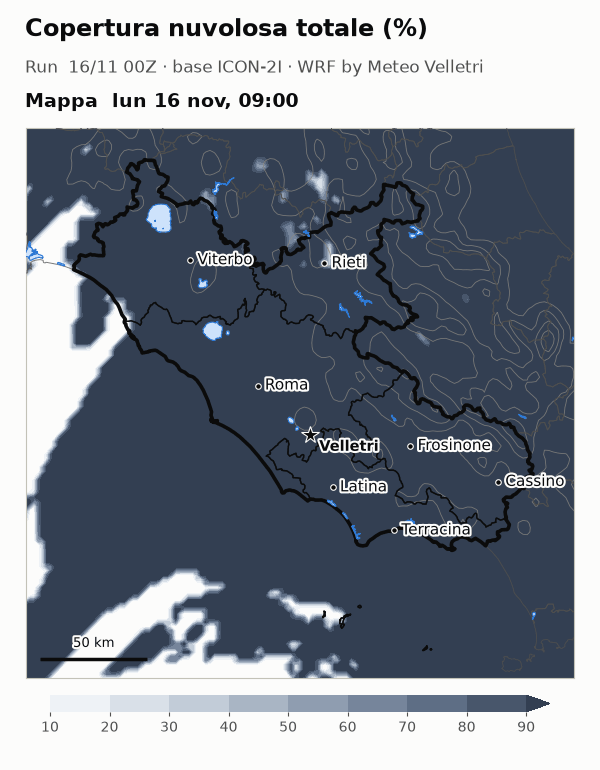 Copertura nuvolosa totale (%)
Run 16/11 00Z · base ICON-2I · WRF by Meteo Velletri
Mappa lun 16 nov, 09:00
Viterbo
Rieti
Roma
Velletri
Frosinone
Cassino
Latina
Terracina
50 km
10 20 30 40 50 60 70 80 90